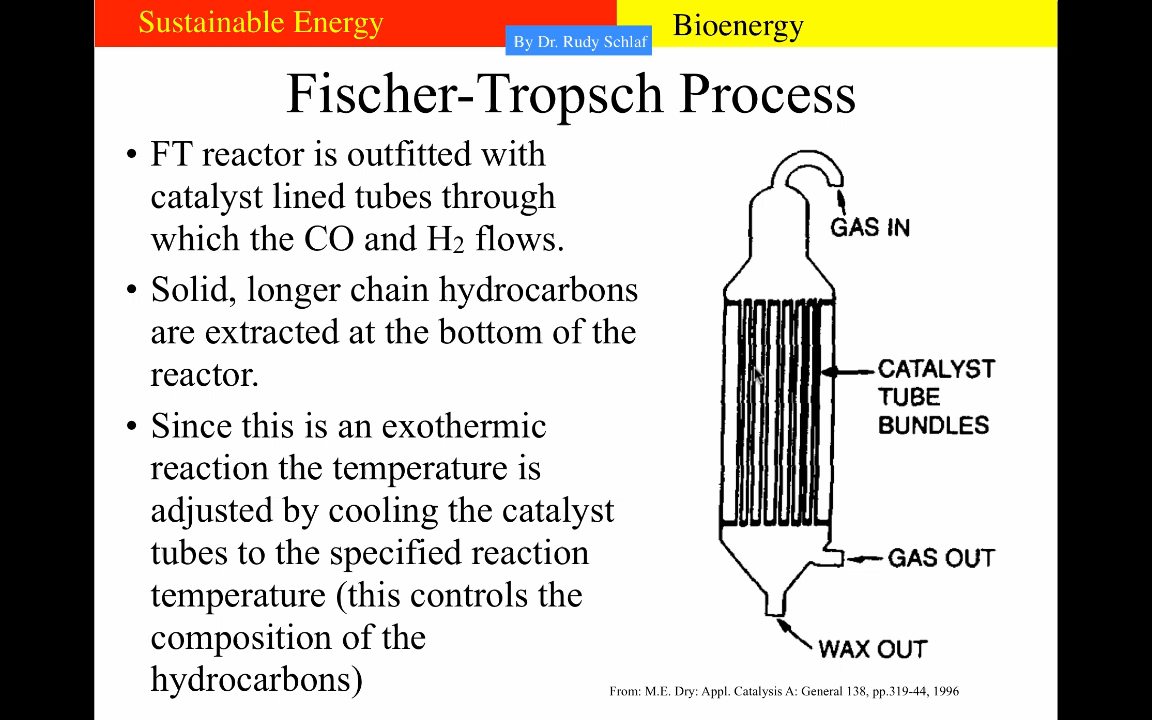 Sustainable Energy
By Dr. Rudy Schlaf
Bioenergy
Fischer-Tropsch Process
• FT reactor is outfitted with
catalyst lined tubes through
which the CO and H₂ flows.
• Solid, longer chain hydrocarbons
are extracted at the bottom of the
reactor.
• Since this is an exothermic
reaction the temperature is
adjusted by cooling the catalyst
tubes to the specified reaction
temperature (this controls the
composition of the
hydrocarbons)
GAS IN
CATALYST
TUBE
BUNDLES
GAS OUT
WAX OUT
From: M.E. Dry: Appl. Catalysis A: General 138, pp.319-44, 1996